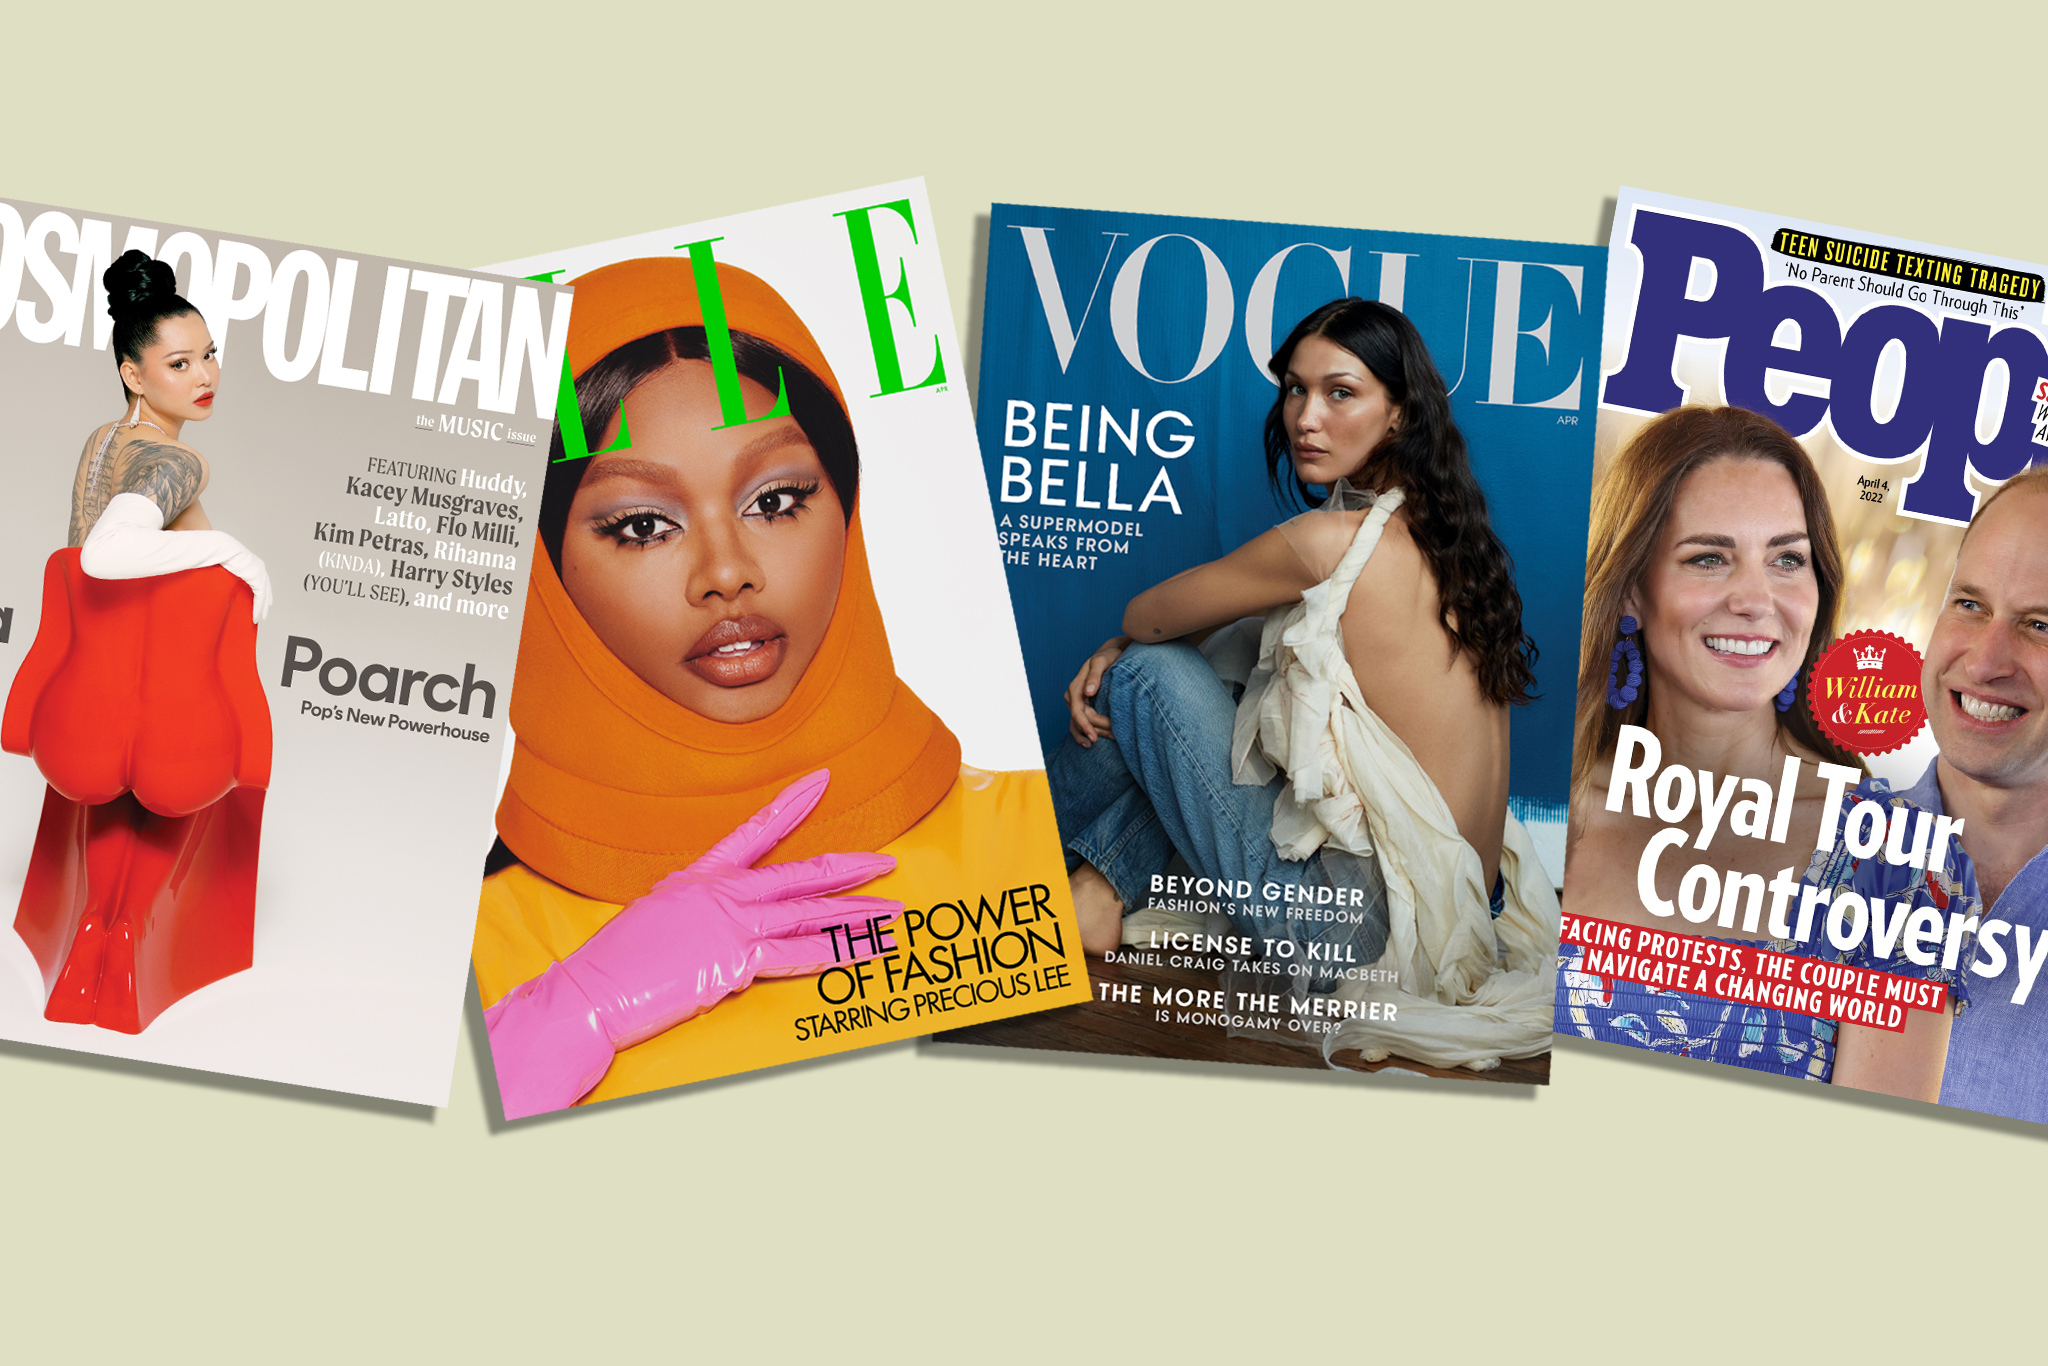 OSMOPOLITAN
the MUSIC issue
FEATURING Huddy,
Kacey Musgraves,
Latto, Flo Milli,
Kim Petras, Rihanna
(KINDA), Harry Styles
(YOU'LL SEE), and more
a
Poarch
Pop's New Powerhouse
LLE
APR
THE POWER
OF FASHION
STARRING PRECIOUS LEE
VOGUE
APR
BEING
BELLA
A SUPERMODEL
SPEAKS FROM
THE HEART
BEYOND GENDER
FASHION'S NEW FREEDOM
LICENSE TO KILL
DANIEL CRAIG TAKES ON MACBETH
THE MORE THE MERRIER
IS MONOGAMY OVER?
TEEN SUICIDE TEXTING TRAGEDY
'No Parent Should Go Through This'
Peop
April 4,
2022
William
&Kate
Royal Tour
Controversy
FACING PROTESTS, THE COUPLE MUST
NAVIGATE A CHANGING WORLD